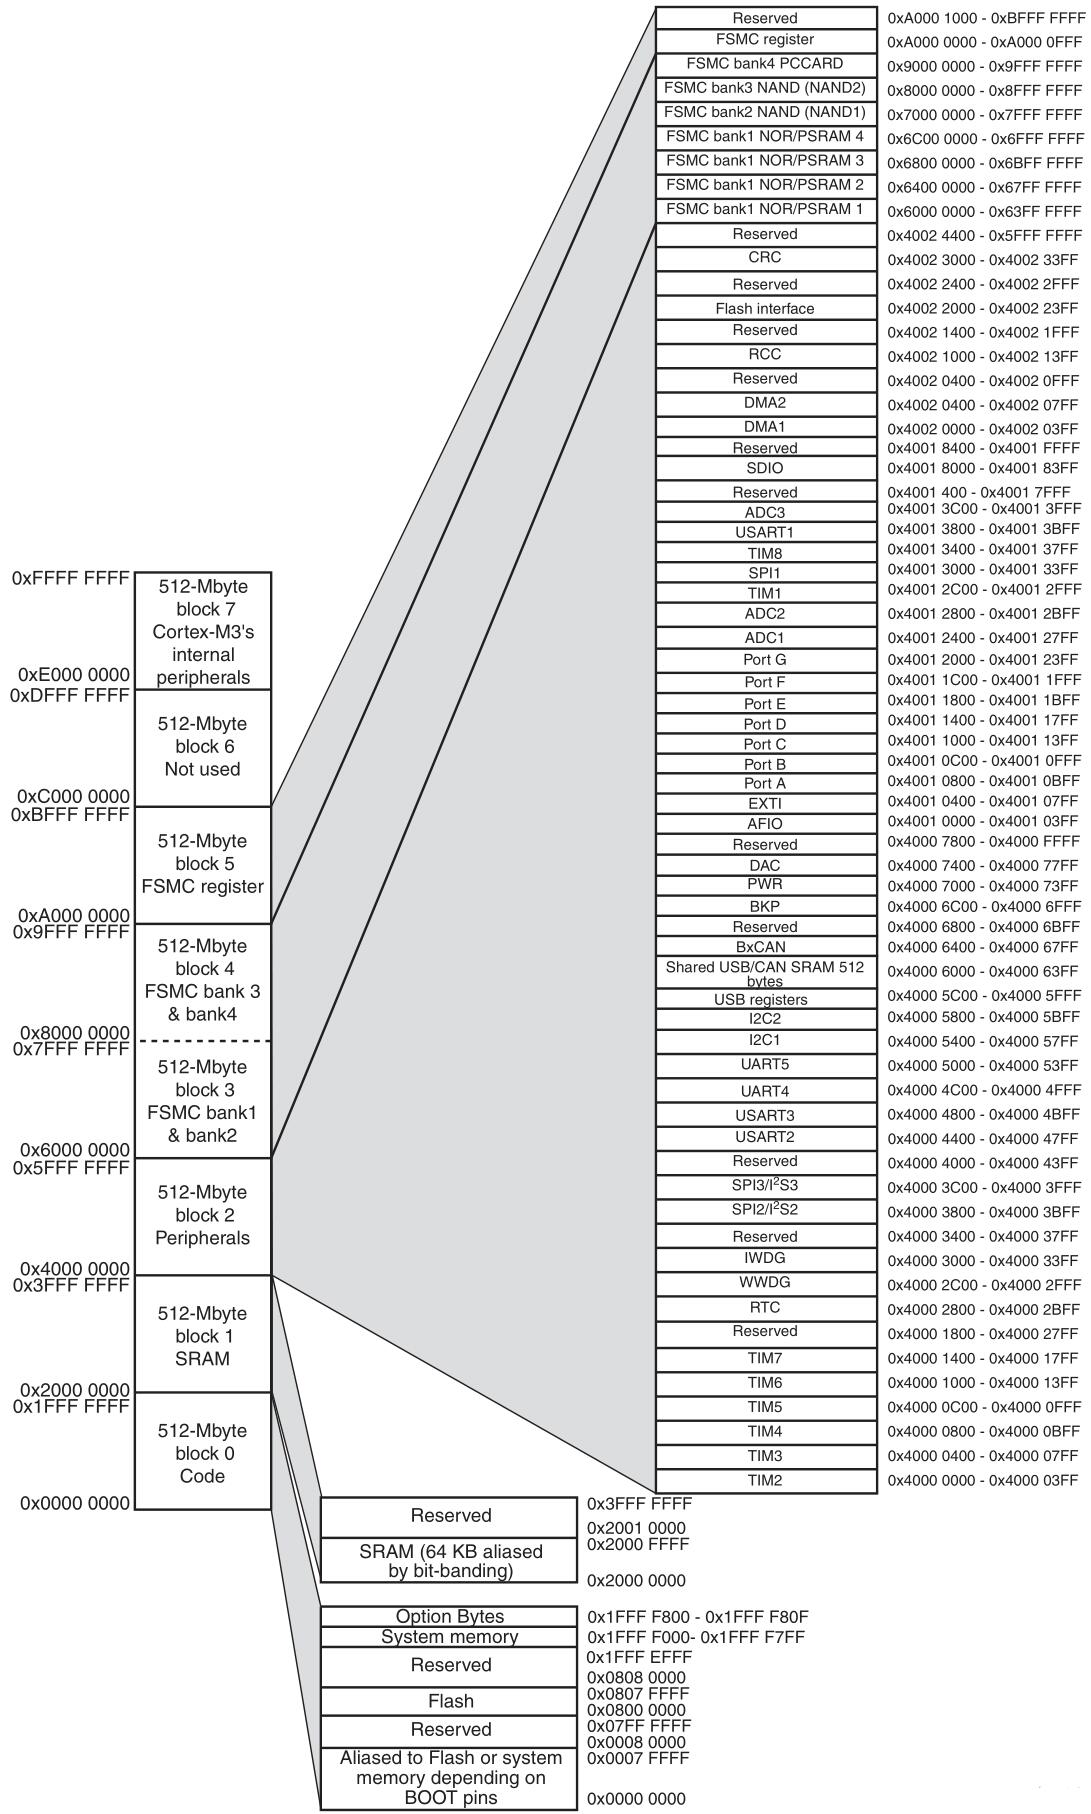 Reserved 0xA000 1000 - 0xBFFF FFFF
FSMC register 0xA000 0000 - 0xA000 0FFF
FSMC bank4 PCCARD 0x9000 0000 - 0x9FFF FFFF
FSMC bank3 NAND (NAND2) 0x8000 0000 - 0x8FFF FFFF
FSMC bank2 NAND (NAND1) 0x7000 0000 - 0x7FFF FFFF
FSMC bank1 NOR/PSRAM 4 0x6C00 0000 - 0x6FFF FFFF
FSMC bank1 NOR/PSRAM 3 0x6800 0000 - 0x6BFF FFFF
FSMC bank1 NOR/PSRAM 2 0x6400 0000 - 0x67FF FFFF
FSMC bank1 NOR/PSRAM 1 0x6000 0000 - 0x63FF FFFF
Reserved 0x4002 4400 - 0x5FFF FFFF
CRC 0x4002 3000 - 0x4002 33FF
Reserved 0x4002 2400 - 0x4002 2FFF
Flash interface 0x4002 2000 - 0x4002 23FF
Reserved 0x4002 1400 - 0x4002 1FFF
RCC 0x4002 1000 - 0x4002 13FF
Reserved 0x4002 0400 - 0x4002 0FFF
DMA2 0x4002 0400 - 0x4002 07FF
DMA1 0x4002 0000 - 0x4002 03FF
Reserved 0x4001 8400 - 0x4001 FFFF
SDIO 0x4001 8000 - 0x4001 83FF
Reserved 0x4001 400 - 0x4001 7FFF
ADC3 0x4001 3C00 - 0x4001 3FFF
USART1 0x4001 3800 - 0x4001 3BFF
TIM8 0x4001 3400 - 0x4001 37FF
SPI1 0x4001 3000 - 0x4001 33FF
TIM1 0x4001 2C00 - 0x4001 2FFF
ADC2 0x4001 2800 - 0x4001 2BFF
ADC1 0x4001 2400 - 0x4001 27FF
Port G 0x4001 2000 - 0x4001 23FF
Port F 0x4001 1C00 - 0x4001 1FFF
Port E 0x4001 1800 - 0x4001 1BFF
Port D 0x4001 1400 - 0x4001 17FF
Port C 0x4001 1000 - 0x4001 13FF
Port B 0x4001 0C00 - 0x4001 0FFF
Port A 0x4001 0800 - 0x4001 0BFF
EXTI 0x4001 0400 - 0x4001 07FF
AFIO 0x4001 0000 - 0x4001 03FF
Reserved 0x4000 7800 - 0x4000 FFFF
DAC 0x4000 7400 - 0x4000 77FF
PWR 0x4000 7000 - 0x4000 73FF
BKP 0x4000 6C00 - 0x4000 6FFF
Reserved 0x4000 6800 - 0x4000 6BFF
BxCAN 0x4000 6400 - 0x4000 67FF
Shared USB/CAN SRAM 512 0x4000 6000 - 0x4000 63FF
bytes
USB registers 0x4000 5C00 - 0x4000 5FFF
I2C2 0x4000 5800 - 0x4000 5BFF
I2C1 0x4000 5400 - 0x4000 57FF
UART5 0x4000 5000 - 0x4000 53FF
UART4 0x4000 4C00 - 0x4000 4FFF
USART3 0x4000 4800 - 0x4000 4BFF
USART2 0x4000 4400 - 0x4000 47FF
Reserved 0x4000 4000 - 0x4000 43FF
SPI3/I²S3 0x4000 3C00 - 0x4000 3FFF
SPI2/I²S2 0x4000 3800 - 0x4000 3BFF
Reserved 0x4000 3400 - 0x4000 37FF
IWDG 0x4000 3000 - 0x4000 33FF
WWDG 0x4000 2C00 - 0x4000 2FFF
RTC 0x4000 2800 - 0x4000 2BFF
Reserved 0x4000 1800 - 0x4000 27FF
TIM7 0x4000 1400 - 0x4000 17FF
TIM6 0x4000 1000 - 0x4000 13FF
TIM5 0x4000 0C00 - 0x4000 0FFF
TIM4 0x4000 0800 - 0x4000 0BFF
TIM3 0x4000 0400 - 0x4000 07FF
TIM2 0x4000 0000 - 0x4000 03FF
0xFFFF FFFF
512-Mbyte
block 7
Cortex-M3's
internal
peripherals
0xE000 0000
0xDFFF FFFF
512-Mbyte
block 6
Not used
0xC000 0000
0xBFFF FFFF
512-Mbyte
block 5
FSMC register
0xA000 0000
0x9FFF FFFF
512-Mbyte
block 4
FSMC bank 3
& bank4
0x8000 0000
0x7FFF FFFF
512-Mbyte
block 3
FSMC bank1
& bank2
0x6000 0000
0x5FFF FFFF
512-Mbyte
block 2
Peripherals
0x4000 0000
0x3FFF FFFF
512-Mbyte
block 1
SRAM
0x2000 0000
0x1FFF FFFF
512-Mbyte
block 0
Code
0x0000 0000
0x3FFF FFFF
Reserved
0x2001 0000
0x2000 FFFF
SRAM (64 KB aliased
by bit-banding)
0x2000 0000
Option Bytes 0x1FFF F800 - 0x1FFF F80F
System memory 0x1FFF F000- 0x1FFF F7FF
0x1FFF EFFF
Reserved
0x0808 0000
0x0807 FFFF
Flash
0x0800 0000
0x07FF FFFF
Reserved
0x0008 0000
0x0007 FFFF
Aliased to Flash or system
memory depending on
BOOT pins
0x0000 0000